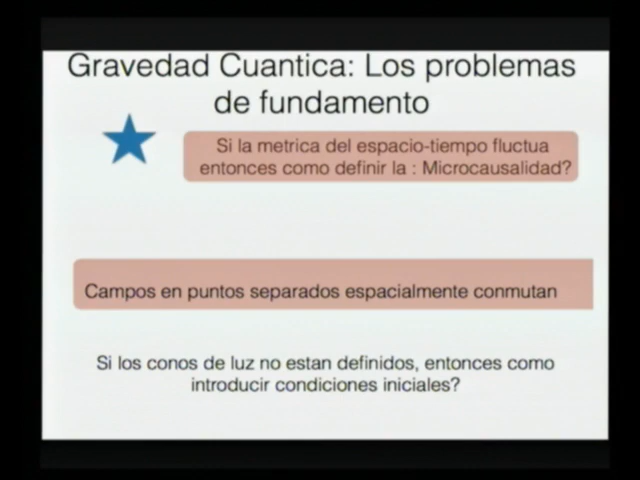 Gravedad Cuantica: Los problemas
de fundamento
Si la metrica del espacio-tiempo fluctua
entonces como definir la : Microcausalidad?
Campos en puntos separados espacialmente conmutan
Si los conos de luz no estan definidos, entonces como
introducir condiciones iniciales?